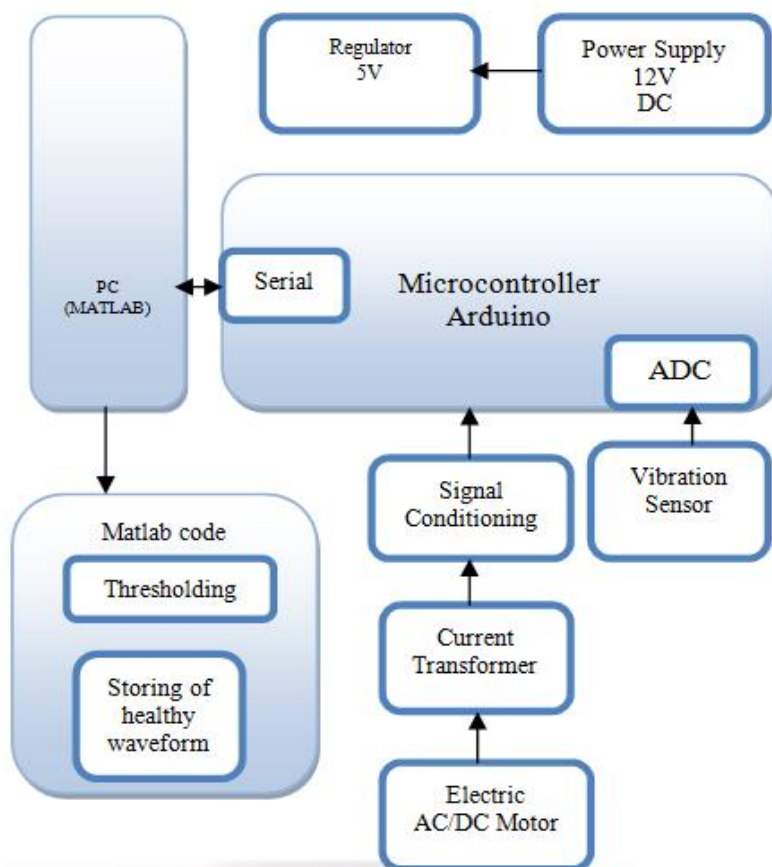 Regulator
5V
Power Supply
12V
DC
PC
(MATLAB)
Serial
Microcontroller
Arduino
ADC
Signal
Conditioning
Vibration
Sensor
Matlab code
Thresholding
Storing of
healthy
waveform
Current
Transformer
Electric
AC/DC Motor